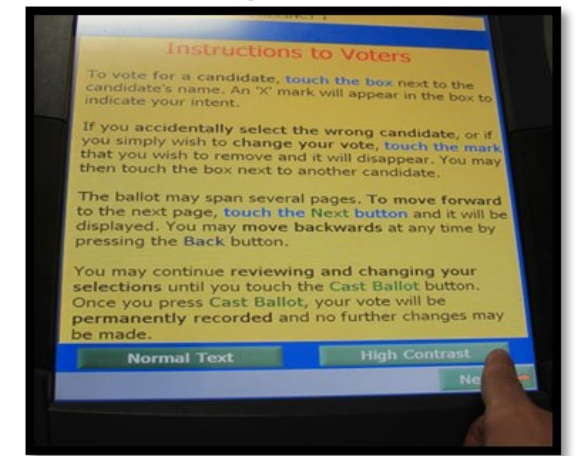 Instructions to Voters
To vote for a candidate, touch the box next to the
candidate's name. An 'X' mark will appear in the box to
indicate your intent.
If you accidentally select the wrong candidate, or if
you simply wish to change your vote, touch the mark
that you wish to remove and it will disappear. You may
then touch the box next to another candidate.
The ballot may span several pages. To move forward
to the next page, touch the Next button and it will be
displayed. You may move backwards at any time by
pressing the Back button.
You may continue reviewing and changing your
selections until you touch the Cast Ballot button.
Once you press Cast Ballot, your vote will be
permanently recorded and no further changes may
be made.
Normal Text
High Contrast
Ne